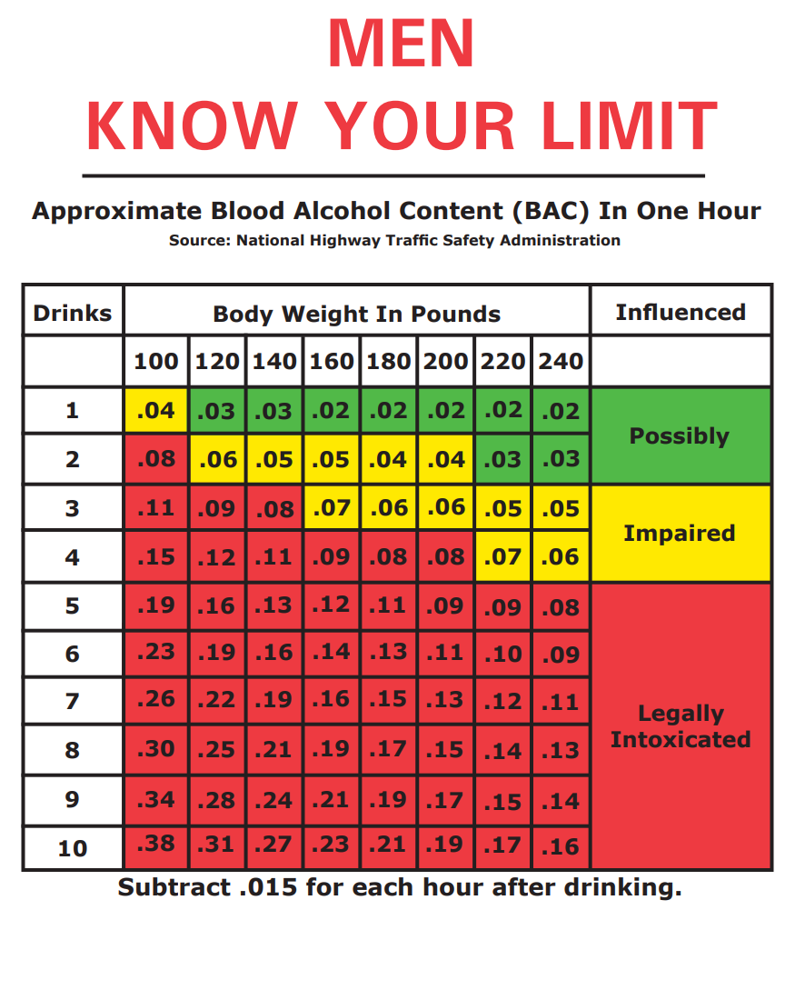 MEN
KNOW YOUR LIMIT
Approximate Blood Alcohol Content (BAC) In One Hour
Source: National Highway Traffic Safety Administration
Drinks Body Weight In Pounds Influenced
100 120 140 160 180 200 220 240
1 .04 .03 .03 .02 .02 .02 .02 .02
Possibly
2 .08 .06 .05 .05 .04 .04 .03 .03
3 .11 .09 .08 .07 .06 .06 .05 .05
Impaired
4 .15 .12 .11 .09 .08 .08 .07 .06
5 .19 .16 .13 .12 .11 .09 .09 .08
6 .23 .19 .16 .14 .13 .11 .10 .09
7 .26 .22 .19 .16 .15 .13 .12 .11
Legally
Intoxicated
8 .30 .25 .21 .19 .17 .15 .14 .13
9 .34 .28 .24 .21 .19 .17 .15 .14
10 .38 .31 .27 .23 .21 .19 .17 .16
Subtract .015 for each hour after drinking.